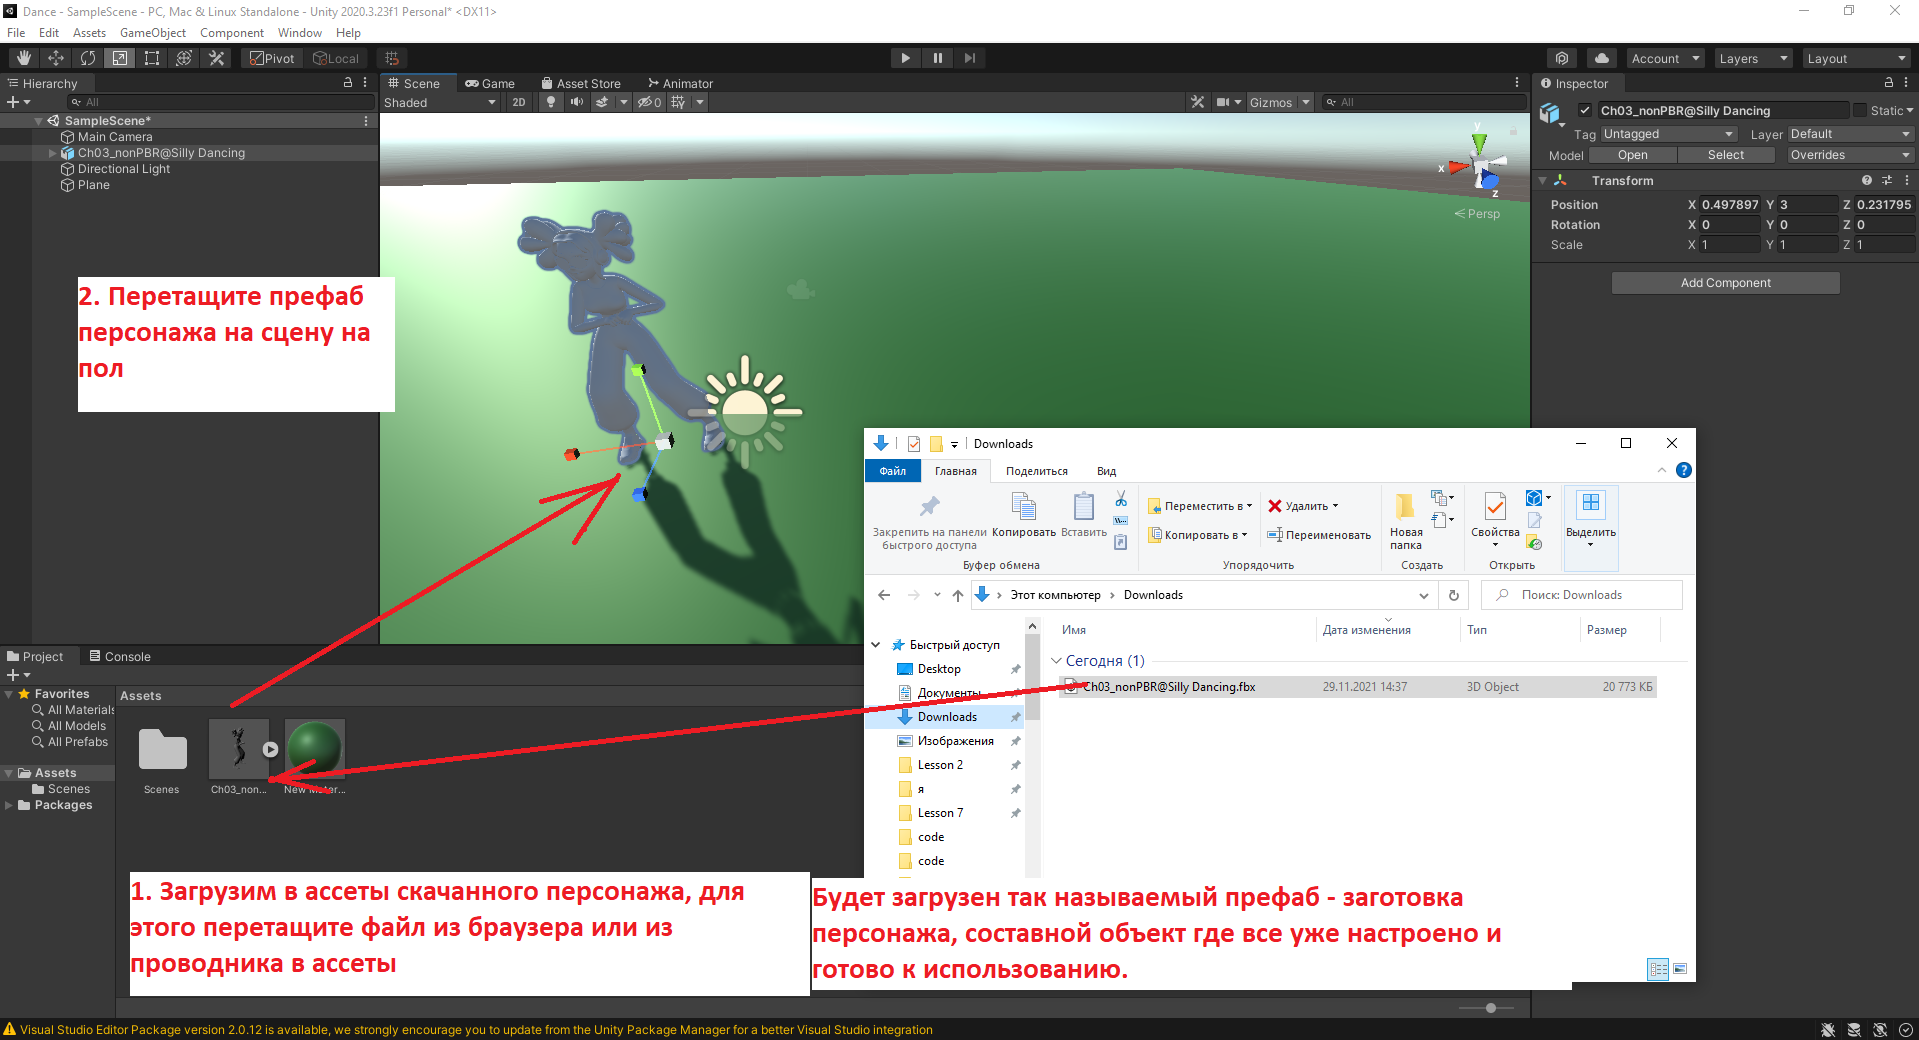 Dance - SampleScene - PC, Mac & Linux Standalone - Unity 2020.3.23f1 Personal* <DX11>
File Edit Assets GameObject Component Window Help
Pivot Local Account Layers Layout
Hierarchy
All
SampleScene*
Main Camera
Ch03_nonPBR@Silly Dancing
Directional Light
Plane
Scene Game Asset Store Animator
Shaded 2D 0 Gizmos All
y
x
z
Persp
Inspector
Ch03_nonPBR@Silly Dancing Static
Tag Untagged Layer Default
Model Open Select Overrides
Transform
Position X 0.497897 Y 3 Z 0.231795
Rotation X 0 Y 0 Z 0
Scale X 1 Y 1 Z 1
Add Component
2. Перетащите префаб
персонажа на сцену на
пол
Downloads
Файл Главная Поделиться Вид
Закрепить на панели
быстрого доступа
Копировать
Вставить
Буфер обмена
Переместить в
Копировать в
Удалить
Переименовать
Упорядочить
Новая
папка
Создать
Свойства
Открыть
Выделить
Этот компьютер Downloads
Поиск: Downloads
Имя Дата изменения Тип Размер
Сегодня (1)
Ch03_nonPBR@Silly Dancing.fbx 29.11.2021 14:37 3D Object 20 773 КБ
Быстрый доступ
Desktop
Документы
Downloads
Изображения
Lesson 2
я
Lesson 7
code
code
Project Console
Favorites
All Materials
All Models
All Prefabs
Assets
Scenes
Packages
Assets
Scenes
Ch03_non...
New Mater...
1. Загрузим в ассеты скачанного персонажа, для
этого перетащите файл из браузера или из
проводника в ассеты
Будет загружен так называемый префаб - заготовка
персонажа, составной объект где все уже настроено и
готово к использованию.
Visual Studio Editor Package version 2.0.12 is available, we strongly encourage you to update from the Unity Package Manager for a better Visual Studio integration